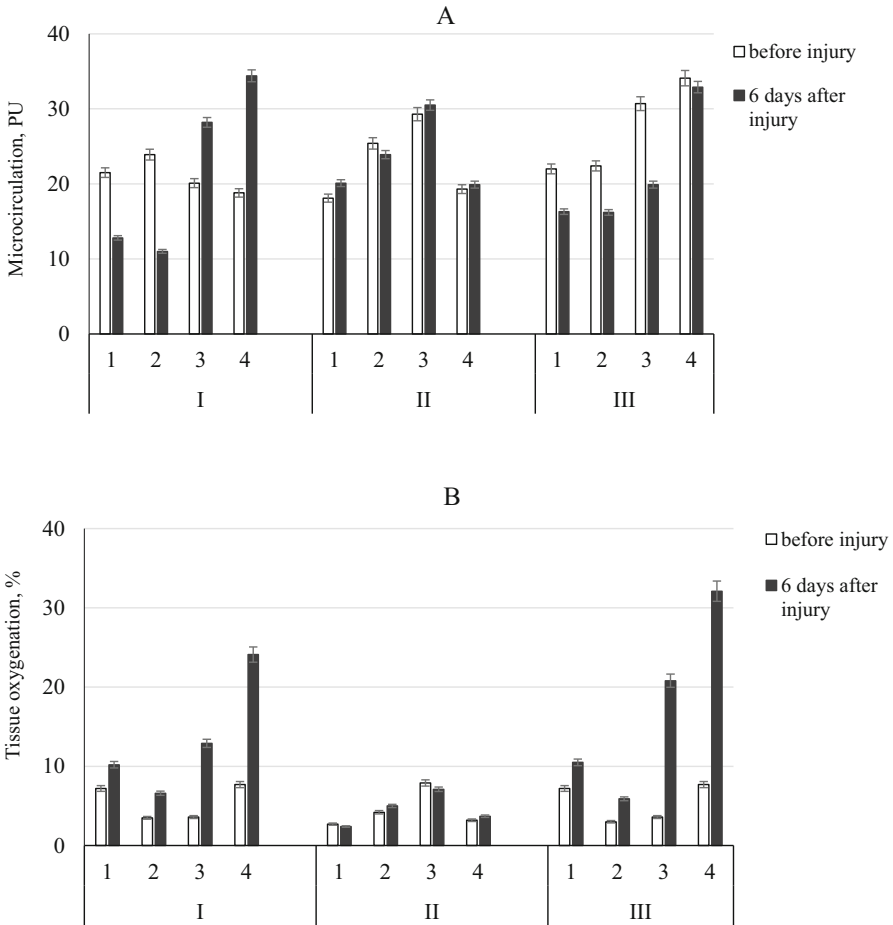 A
Microcirculation, PU
40
30
20
10
0
before injury
6 days after
injury
1 2 3 4 1 2 3 4 1 2 3 4
I II III
B
Tissue oxygenation, %
40
30
20
10
0
before injury
6 days after
injury
1 2 3 4 1 2 3 4 1 2 3 4
I II III